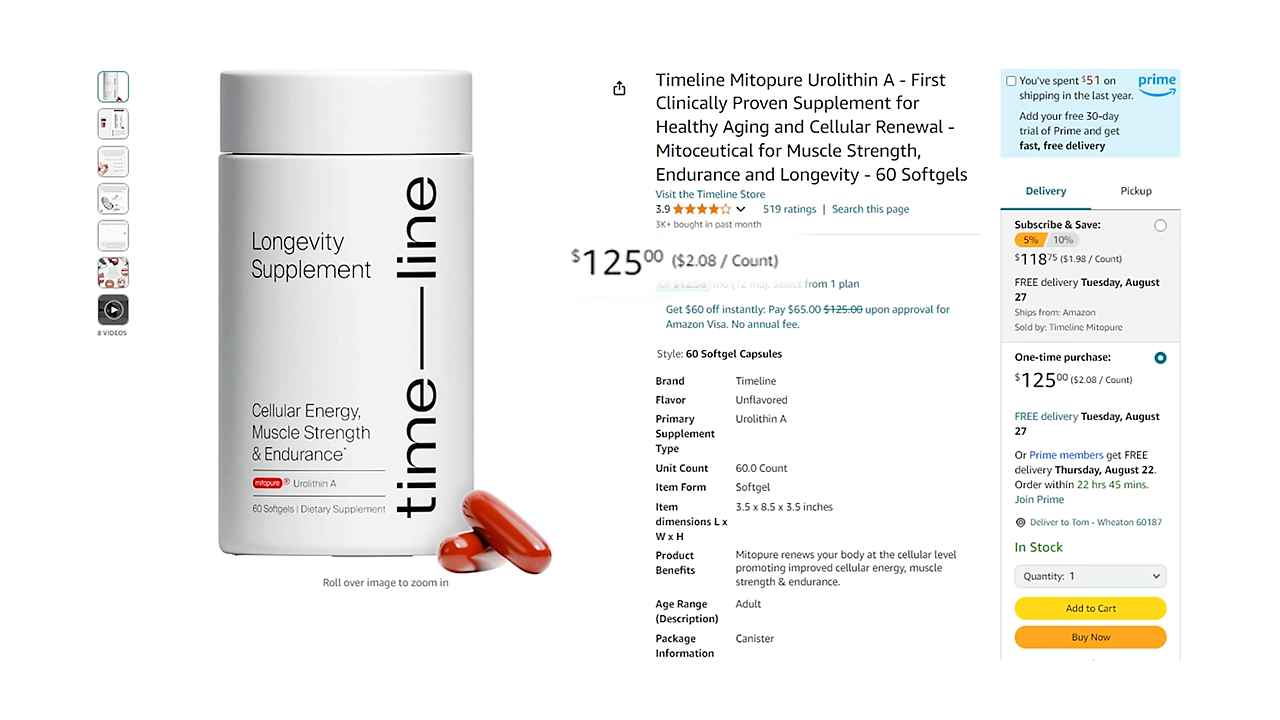 8 VIDEOS
Longevity
Supplement
time—line
Cellular Energy,
Muscle Strength
& Endurance*
mitopure® Urolithin A
60 Softgels | Dietary Supplement
Roll over image to zoom in
Timeline Mitopure Urolithin A - First
Clinically Proven Supplement for
Healthy Aging and Cellular Renewal -
Mitoceutical for Muscle Strength,
Endurance and Longevity - 60 Softgels
Visit the Timeline Store
3.9 519 ratings | Search this page
3K+ bought in past month
$12500 ($2.08 / Count)
Or $12.56 /mo (12 mo). Select from 1 plan
Get $60 off instantly: Pay $65.00 $125.00 upon approval for
Amazon Visa. No annual fee.
Style: 60 Softgel Capsules
Brand Timeline
Flavor Unflavored
Primary Urolithin A
Supplement
Type
Unit Count 60.0 Count
Item Form Softgel
Item 3.5 x 8.5 x 3.5 inches
dimensions L x
W x H
Product Mitopure renews your body at the cellular level
Benefits promoting improved cellular energy, muscle
strength & endurance.
Age Range Adult
(Description)
Package Canister
Information
You've spent $51 on
shipping in the last year.
prime
Add your free 30-day
trial of Prime and get
fast, free delivery
Delivery Pickup
Subscribe & Save:
5% 10%
$11875 ($1.98 / Count)
FREE delivery Tuesday, August
27
Ships from: Amazon
Sold by: Timeline Mitopure
One-time purchase:
$12500 ($2.08 / Count)
FREE delivery Tuesday, August
27
Or Prime members get FREE
delivery Thursday, August 22.
Order within 22 hrs 45 mins.
Join Prime
Deliver to Tom - Wheaton 60187
In Stock
Quantity: 1
Add to Cart
Buy Now